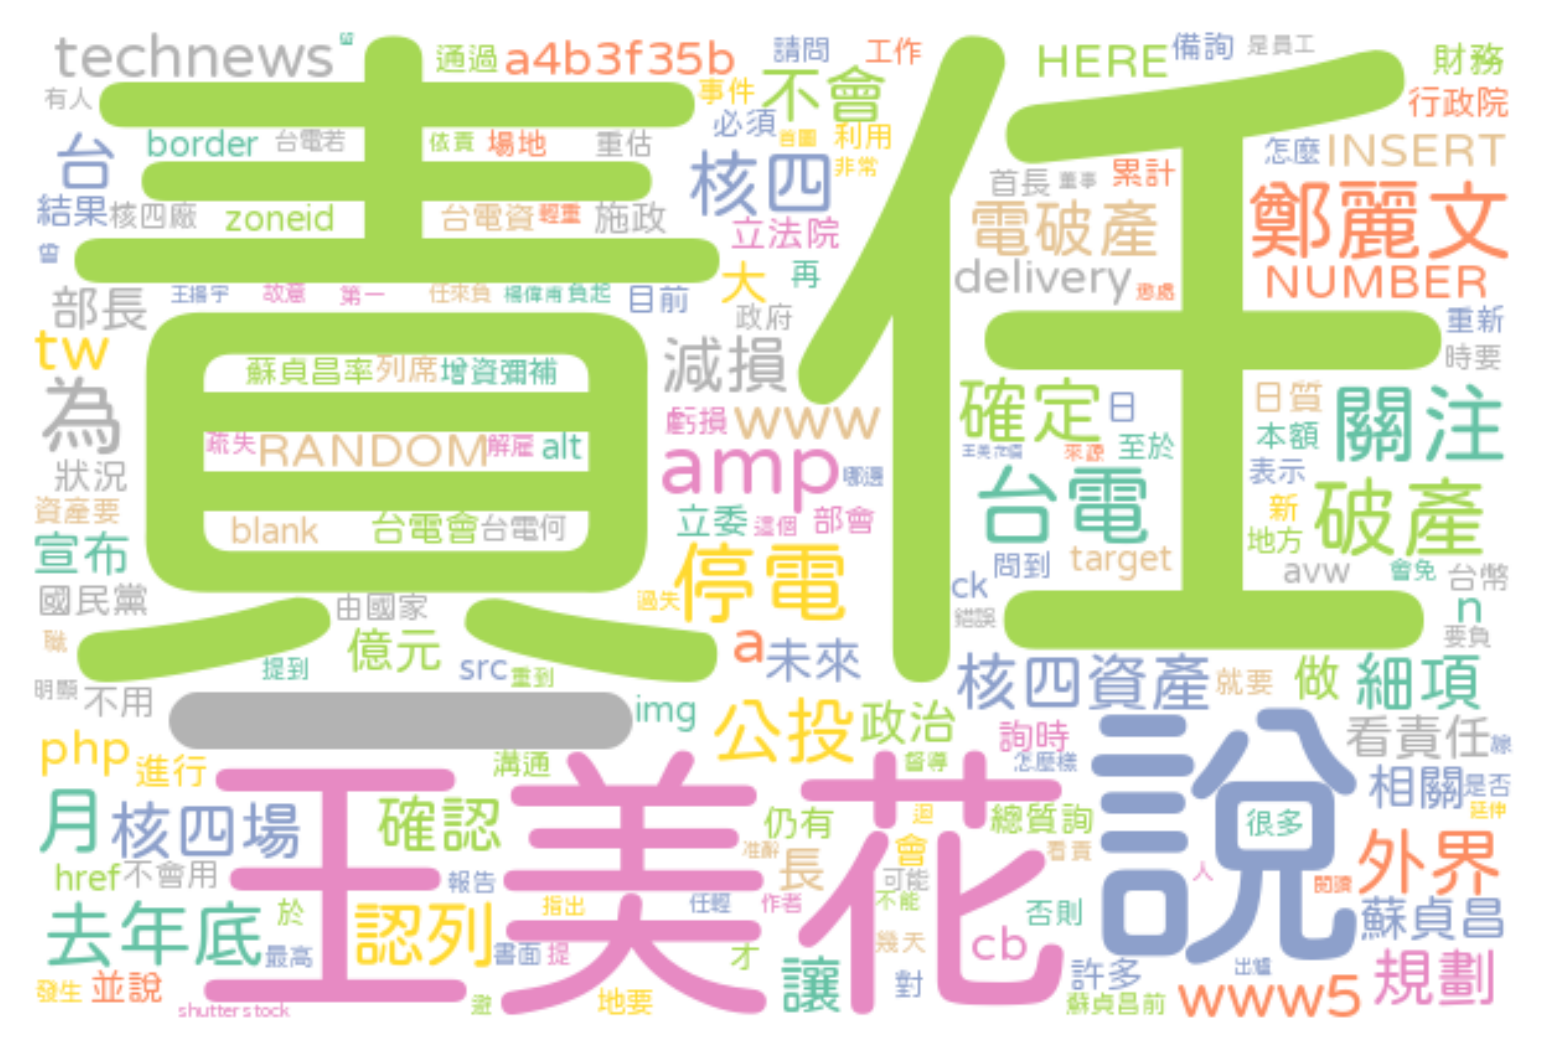 technews
通過
a4b3f35b
請問
工作
HERE
備詢
是員工
財務
有人
責任
事件
不會
行政院
台
border
台電若
依責
場地
重估
必須
首圖
利用
怎麼
INSERT
核四
非常
首長
董事
累計
鄭麗文
結果
核四廠
zoneid
台電資
輕重
施政
立法院
電破產
曾
大
再
delivery
懲處
NUMBER
部長
王揚宇
故意
第一
任來負
楊偉甫
負起
目前
政府
重新
tw
蘇貞昌率
列席
增資彌補
減損
時要
為
確定
日
日質
關注
虧損
www
本額
疏失
RANDOM
解雇
alt
amp
哪邊
來源
至於
狀況
台電
表示
破產
資產要
blank
台電會
台電何
立委
這個
部會
新
宣布
停電
問到
target
地方
avw
會免
台幣
國民黨
由國家
過失
ck
錯誤
n
要負
職
億元
a
未來
提到
src
重到
核四資產
就要
做
細項
明顯
不用
一
img
公投
政治
詢時
說
看責任
php
進行
溝通
督導
怎麼樣
相關
是否
延伸
月
核四場
王美花
確認
仍有
迴
總質詢
很多
href
不會用
報告
准辭
長
會
可能
看責
人
閱讀
外界
去年底
於
認列
指出
任輕
作者
不能
否則
蘇貞昌
最高
書面
提
才
幾天
cb
出爐
發生
並說
shutterstock
地要
讓
對
許多
蘇貞昌前
www5
規劃